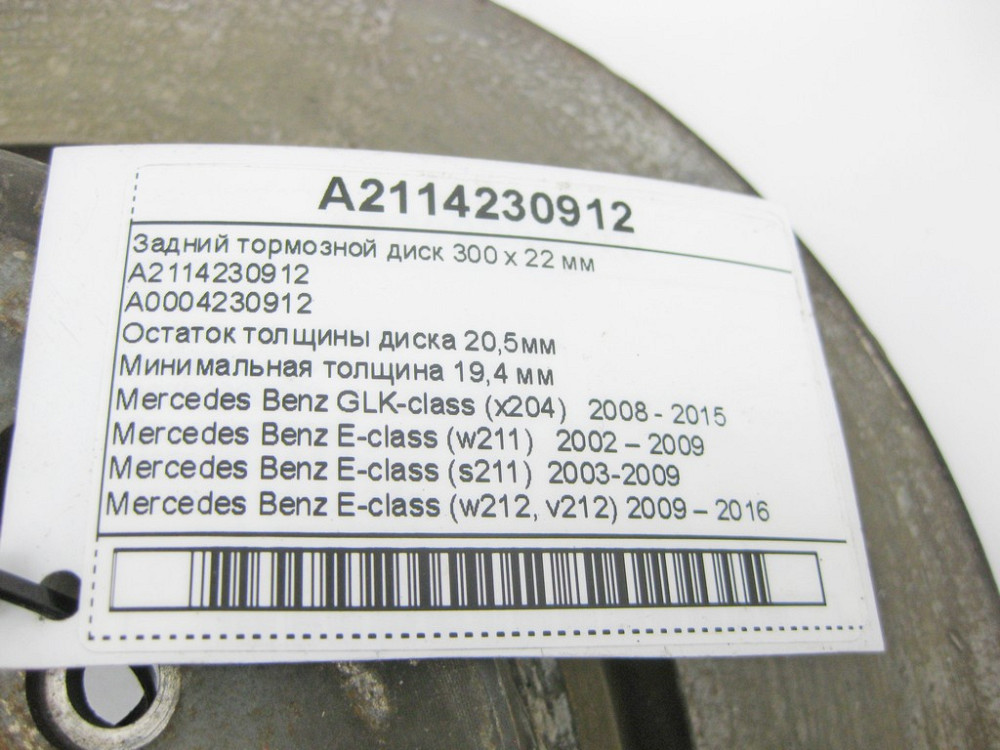 A2114230912
Задний тормозной диск 300 x 22 мм
A2114230912
A0004230912
Остаток толщины диска 20,5мм
Минимальная толщина 19,4 мм
Mercedes Benz GLK-class (x204) 2008 - 2015
Mercedes Benz E-class (w211) 2002 – 2009
Mercedes Benz E-class (s211) 2003-2009
Mercedes Benz E-class (w212, v212) 2009 – 2016